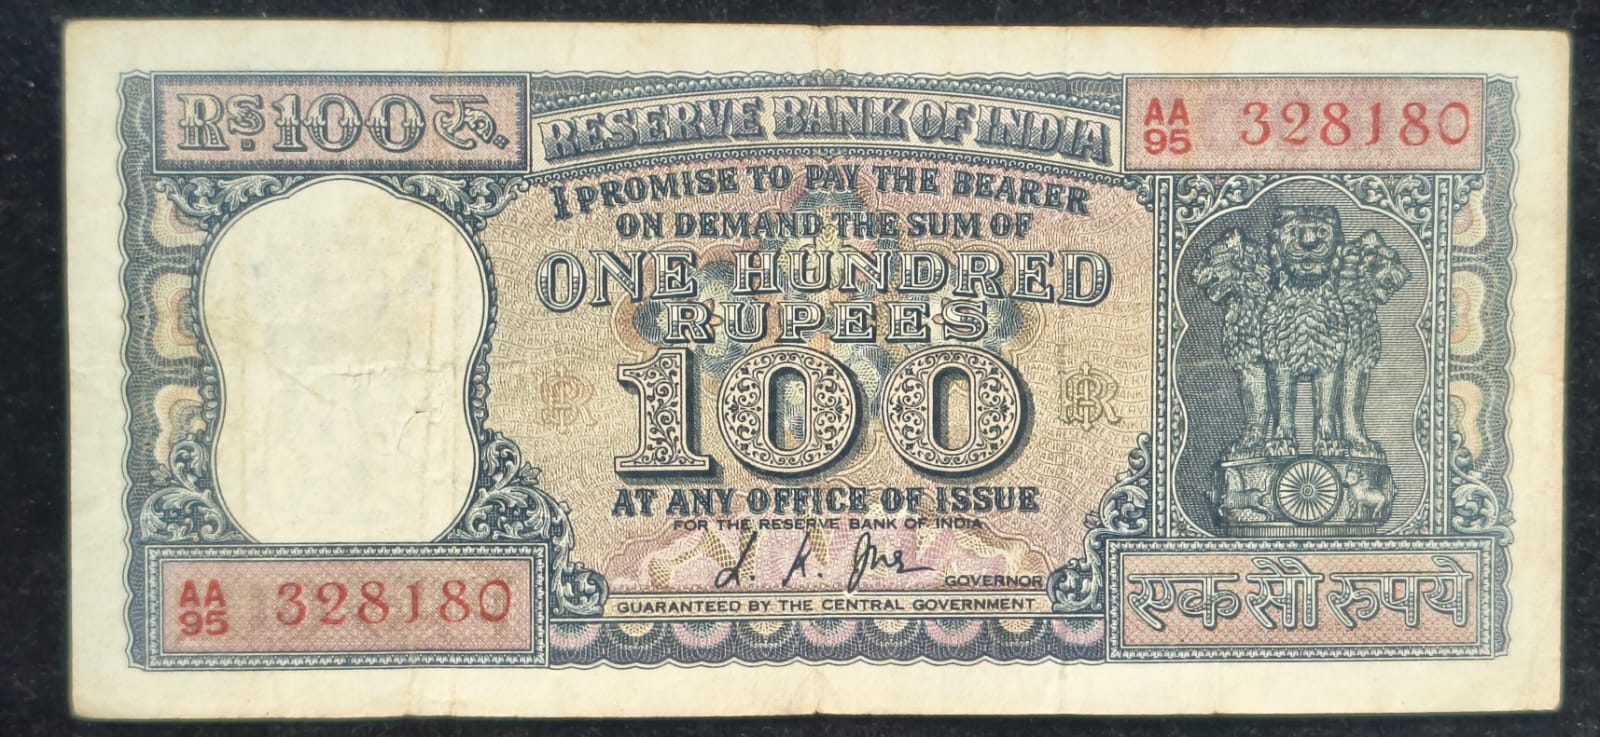 RS.100रु.
RESERVE BANK OF INDIA
AA
95 328180
I PROMISE TO PAY THE BEARER
ON DEMAND THE SUM OF
ONE HUNDRED
RUPEES
100
AT ANY OFFICE OF ISSUE
FOR THE RESERVE BANK OF INDIA
L. K. Jha
GOVERNOR
GUARANTEED BY THE CENTRAL GOVERNMENT
AA
95 328180
एक सौ रुपये